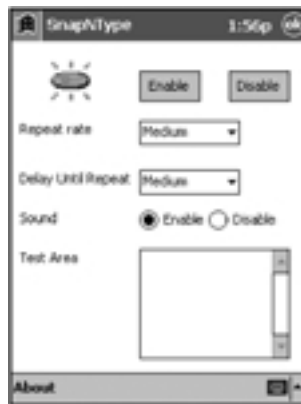 SnapNType 1:56p ok
Enable Disable
Repeat rate Medium
Delay Until Repeat Medium
Sound Enable Disable
Test Area
About